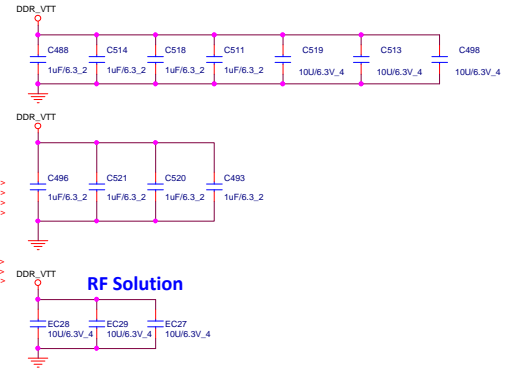 DDR_VTT
C488 C514 C518 C511 C519 C513 C498
1uF/6.3_2 1uF/6.3_2 1uF/6.3_2 1uF/6.3_2 10U/6.3V_4 10U/6.3V_4 10U/6.3V_4
DDR_VTT
C496 C521 C520 C493
1uF/6.3_2 1uF/6.3_2 1uF/6.3_2 1uF/6.3_2
DDR_VTT
RF Solution
EC28 EC29 EC27
10U/6.3V_4 10U/6.3V_4 10U/6.3V_4